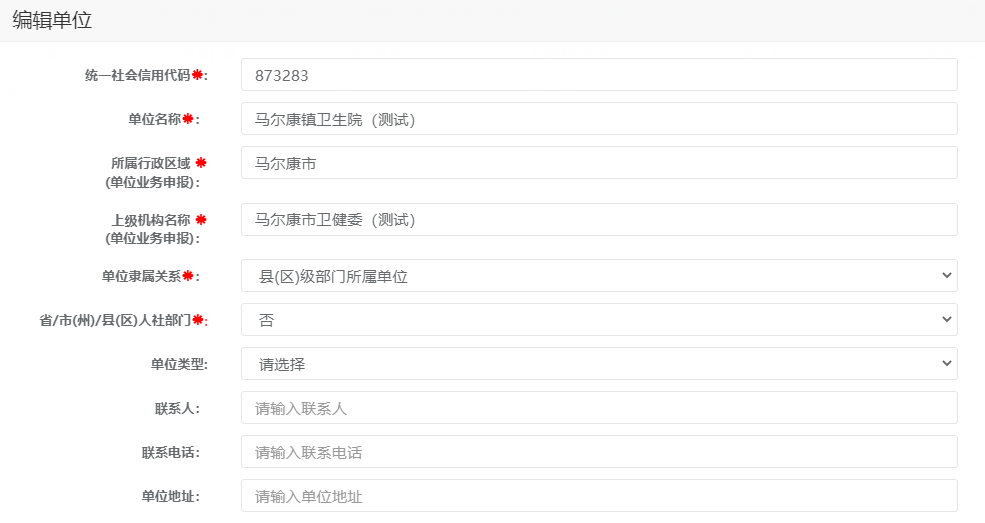 编辑单位
统一社会信用代码*: 873283
单位名称*: 马尔康镇卫生院（测试）
所属行政区域 * 马尔康市
(单位业务申报):
上级机构名称 * 马尔康市卫健委（测试）
(单位业务申报):
单位隶属关系*: 县(区)级部门所属单位
省/市(州)/县(区)人社部门*: 否
单位类型: 请选择
联系人: 请输入联系人
联系电话: 请输入联系电话
单位地址: 请输入单位地址